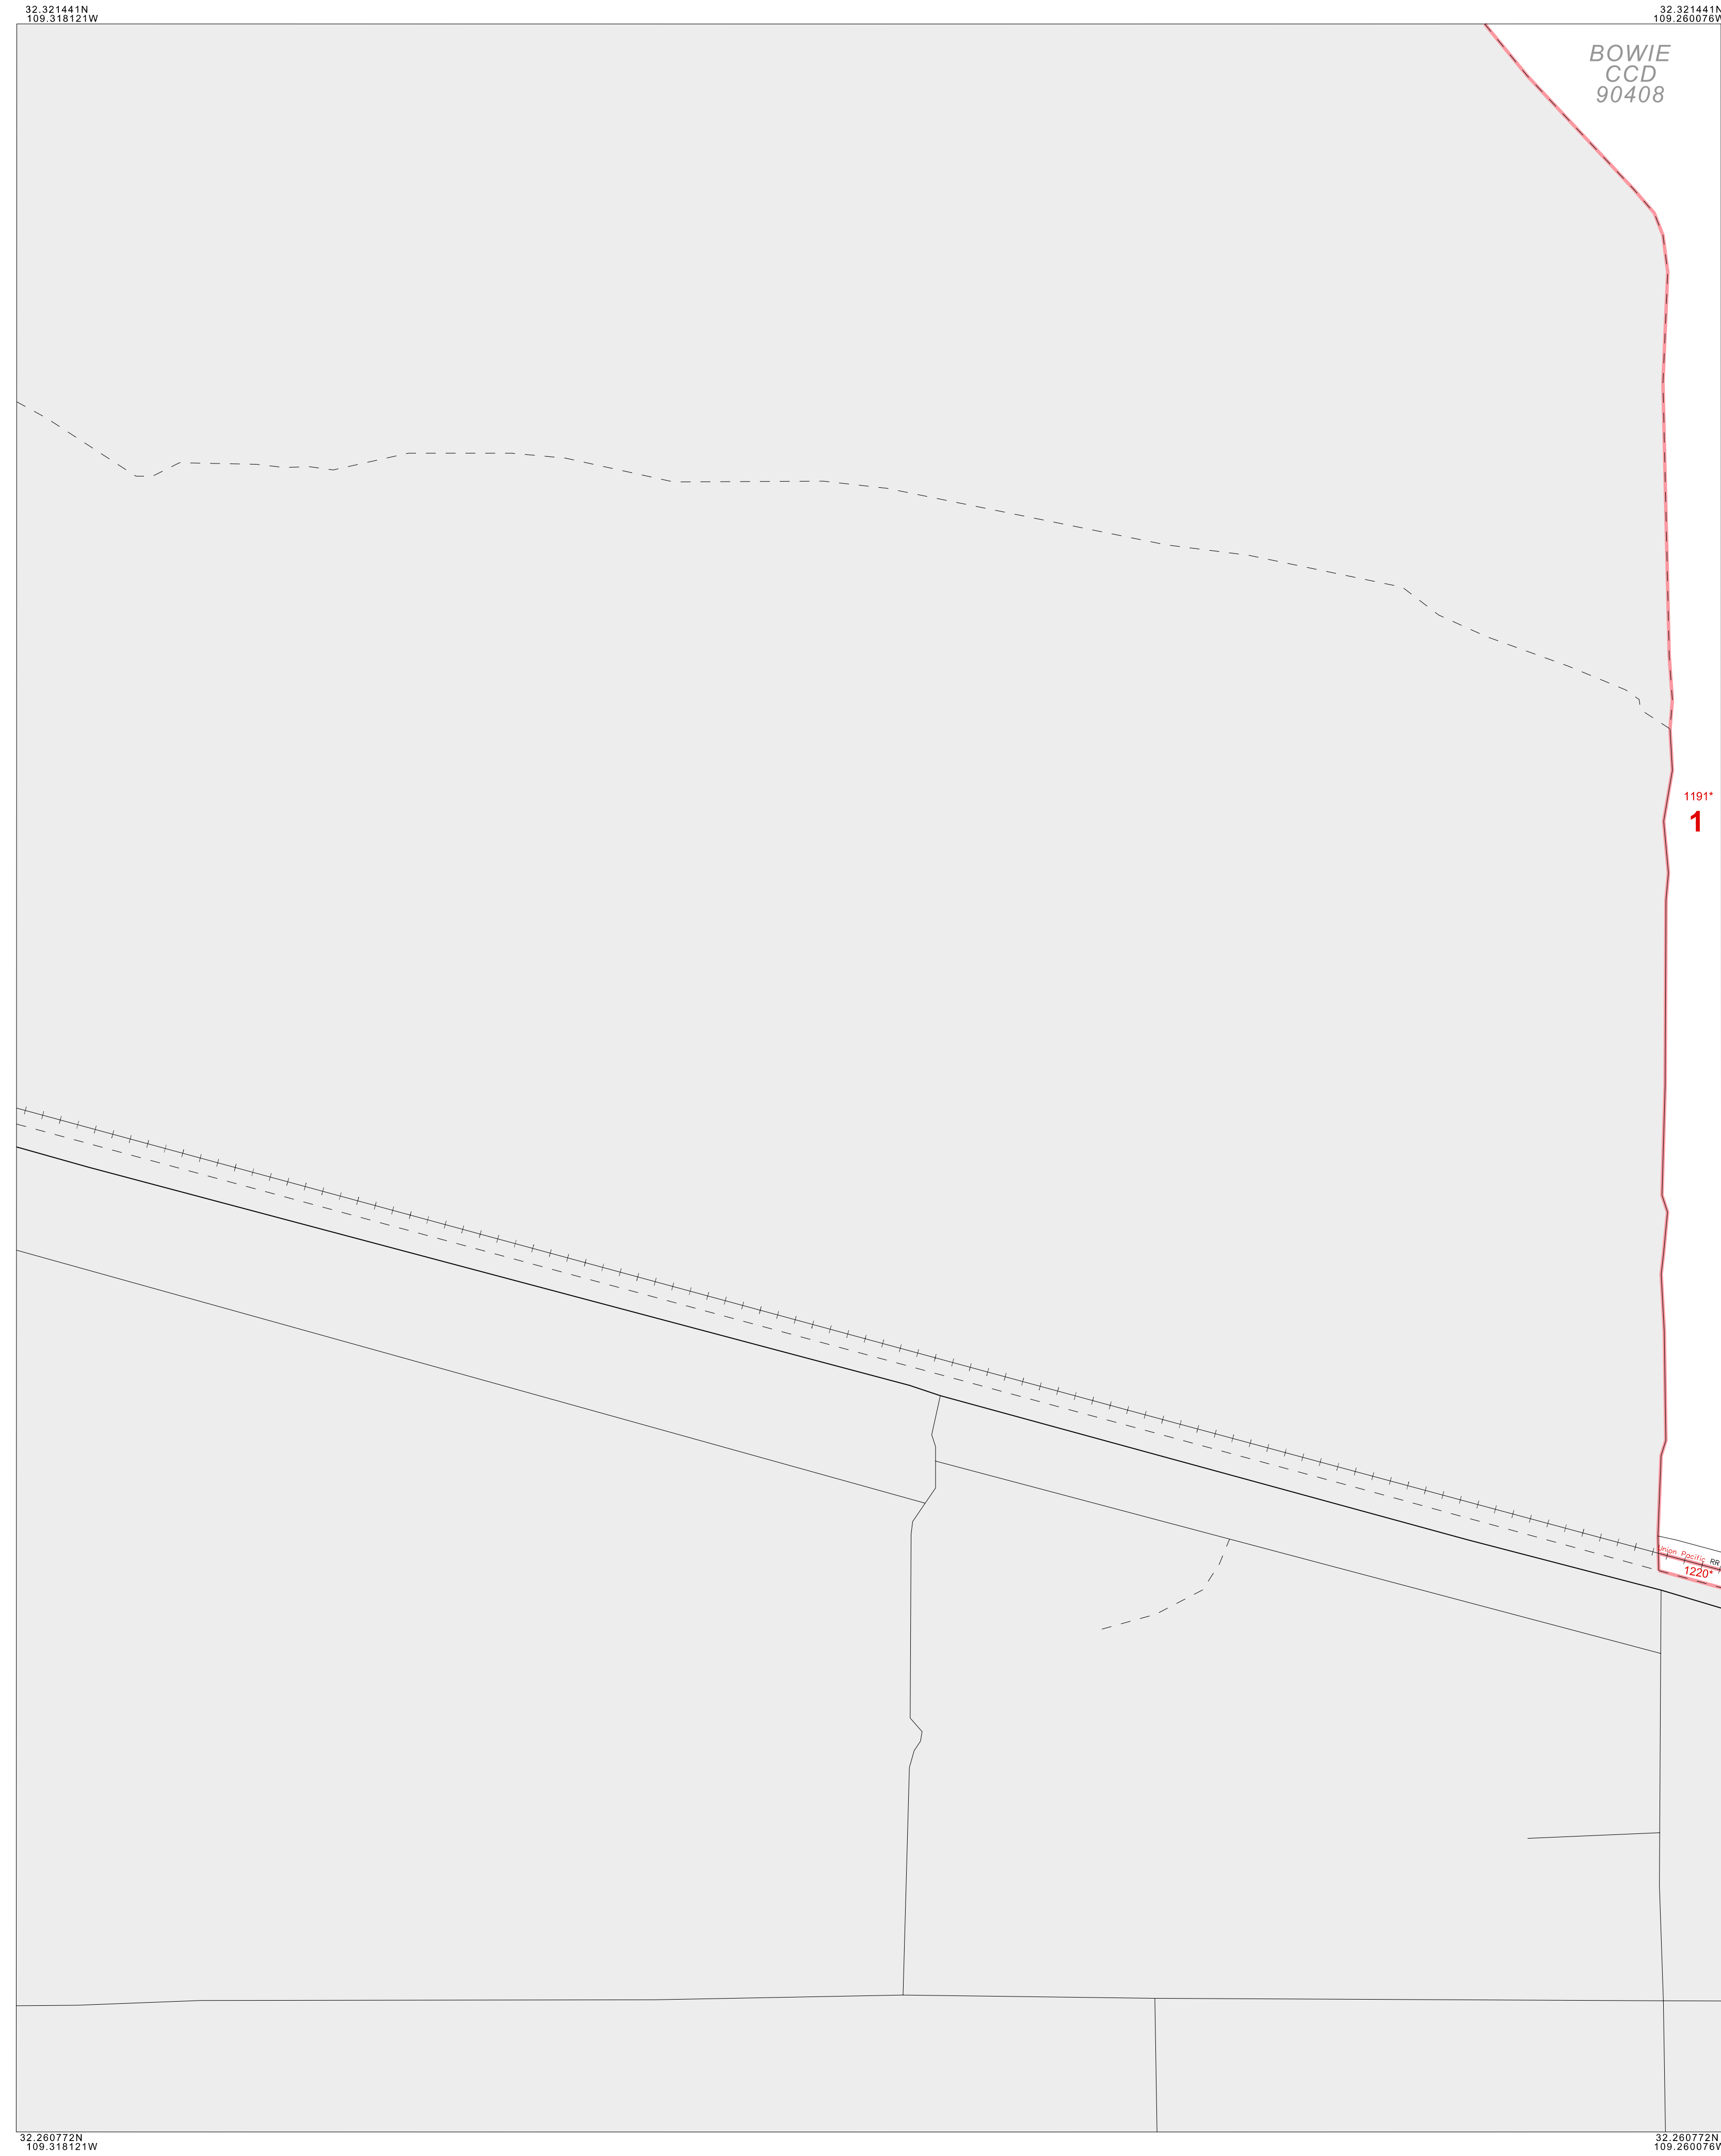 32.321441N
109.318121W
32.321441N
109.260076W
BOWIE
CCD
90408
1191*
1
Union Pacific RR
1220*
32.260772N
109.318121W
32.260772N
109.260076W